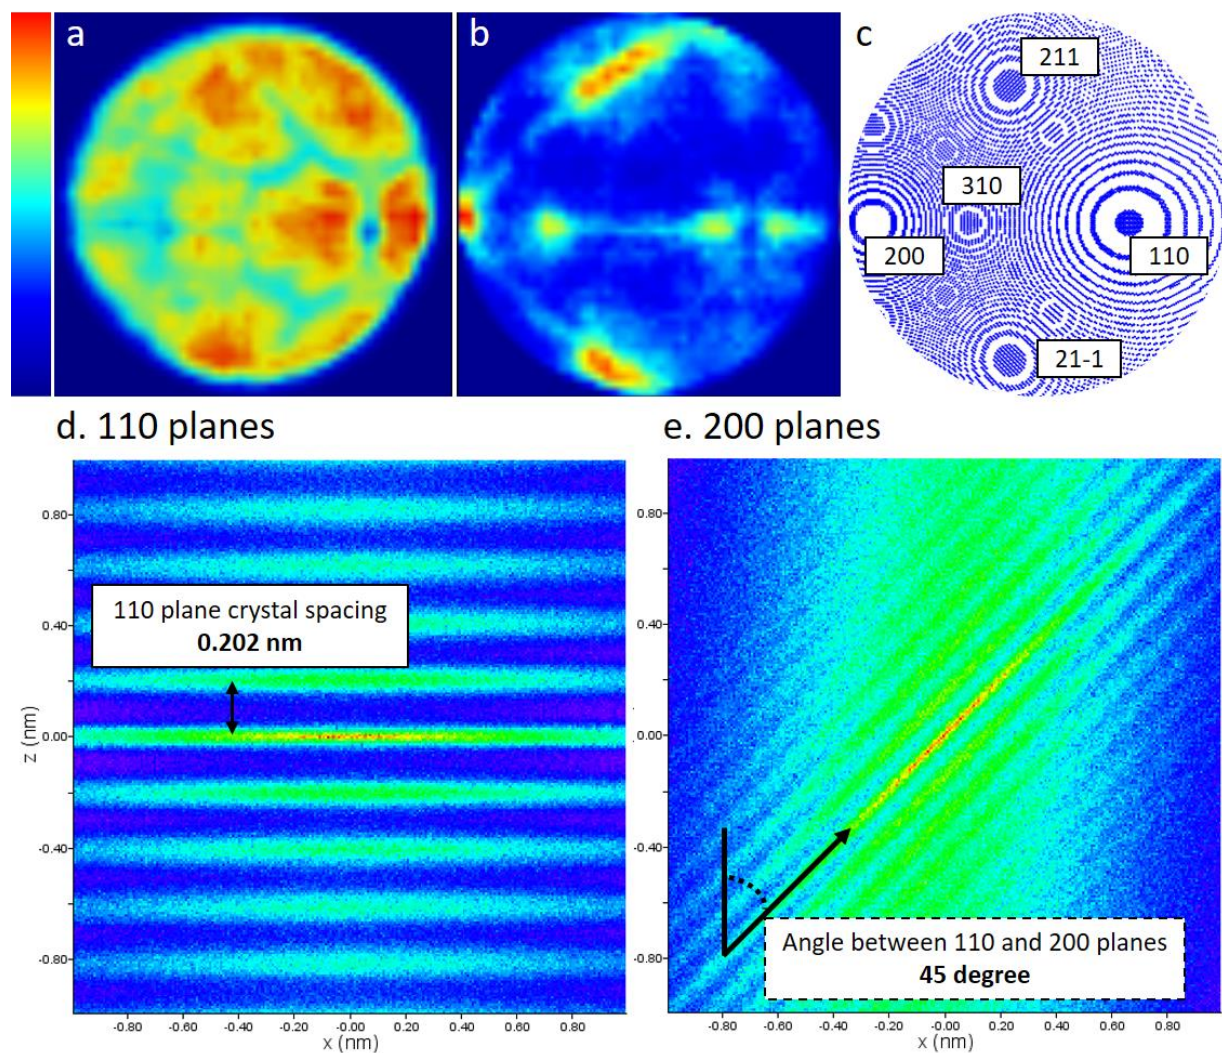 a
b
c
211
310
200
110
21-1
d. 110 planes
e. 200 planes
0.80
0.40
0.00
-0.40
-0.80
z (nm)
110 plane crystal spacing
0.202 nm
-0.80 -0.60 -0.40 -0.20 -0.00 0.20 0.40 0.60 0.80
x (nm)
0.80
0.40
0.00
-0.40
-0.80
Angle between 110 and 200 planes
45 degree
-0.80 -0.60 -0.40 -0.20 -0.00 0.20 0.40 0.60 0.80
x (nm)